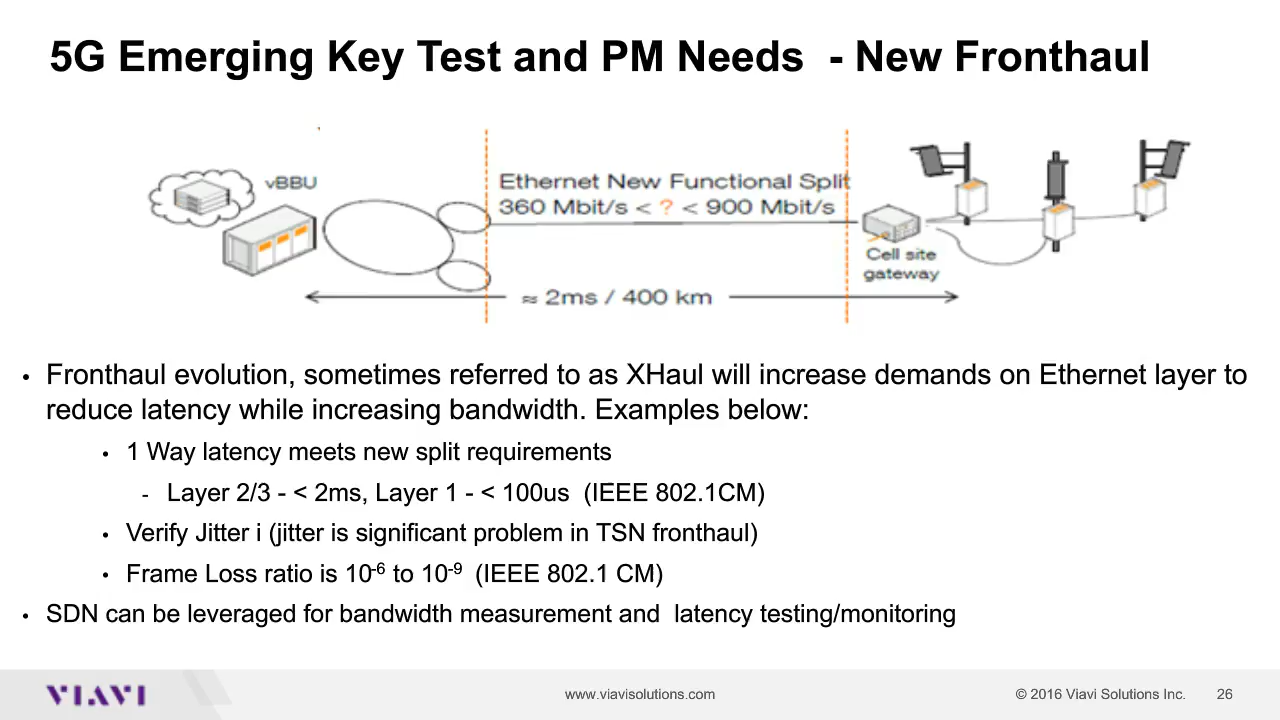 5G Emerging Key Test and PM Needs - New Fronthaul
vBBU
Ethernet New Functional Split
360 Mbit/s < ? < 900 Mbit/s
Cell site
gateway
≈ 2ms / 400 km
• Fronthaul evolution, sometimes referred to as XHaul will increase demands on Ethernet layer to
reduce latency while increasing bandwidth. Examples below:
• 1 Way latency meets new split requirements
- Layer 2/3 - < 2ms, Layer 1 - < 100us (IEEE 802.1CM)
• Verify Jitter i (jitter is significant problem in TSN fronthaul)
• Frame Loss ratio is 10⁻⁶ to 10⁻⁹ (IEEE 802.1 CM)
• SDN can be leveraged for bandwidth measurement and latency testing/monitoring
VIAVI
www.viavisolutions.com
© 2016 Viavi Solutions Inc.
26